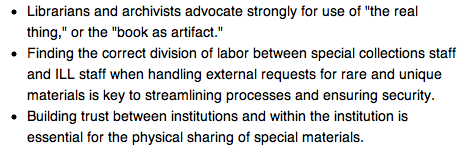 • Librarians and archivists advocate strongly for use of "the real
thing," or the "book as artifact."
• Finding the correct division of labor between special collections staff
and ILL staff when handling external requests for rare and unique
materials is key to streamlining processes and ensuring security.
• Building trust between institutions and within the institution is
essential for the physical sharing of special materials.